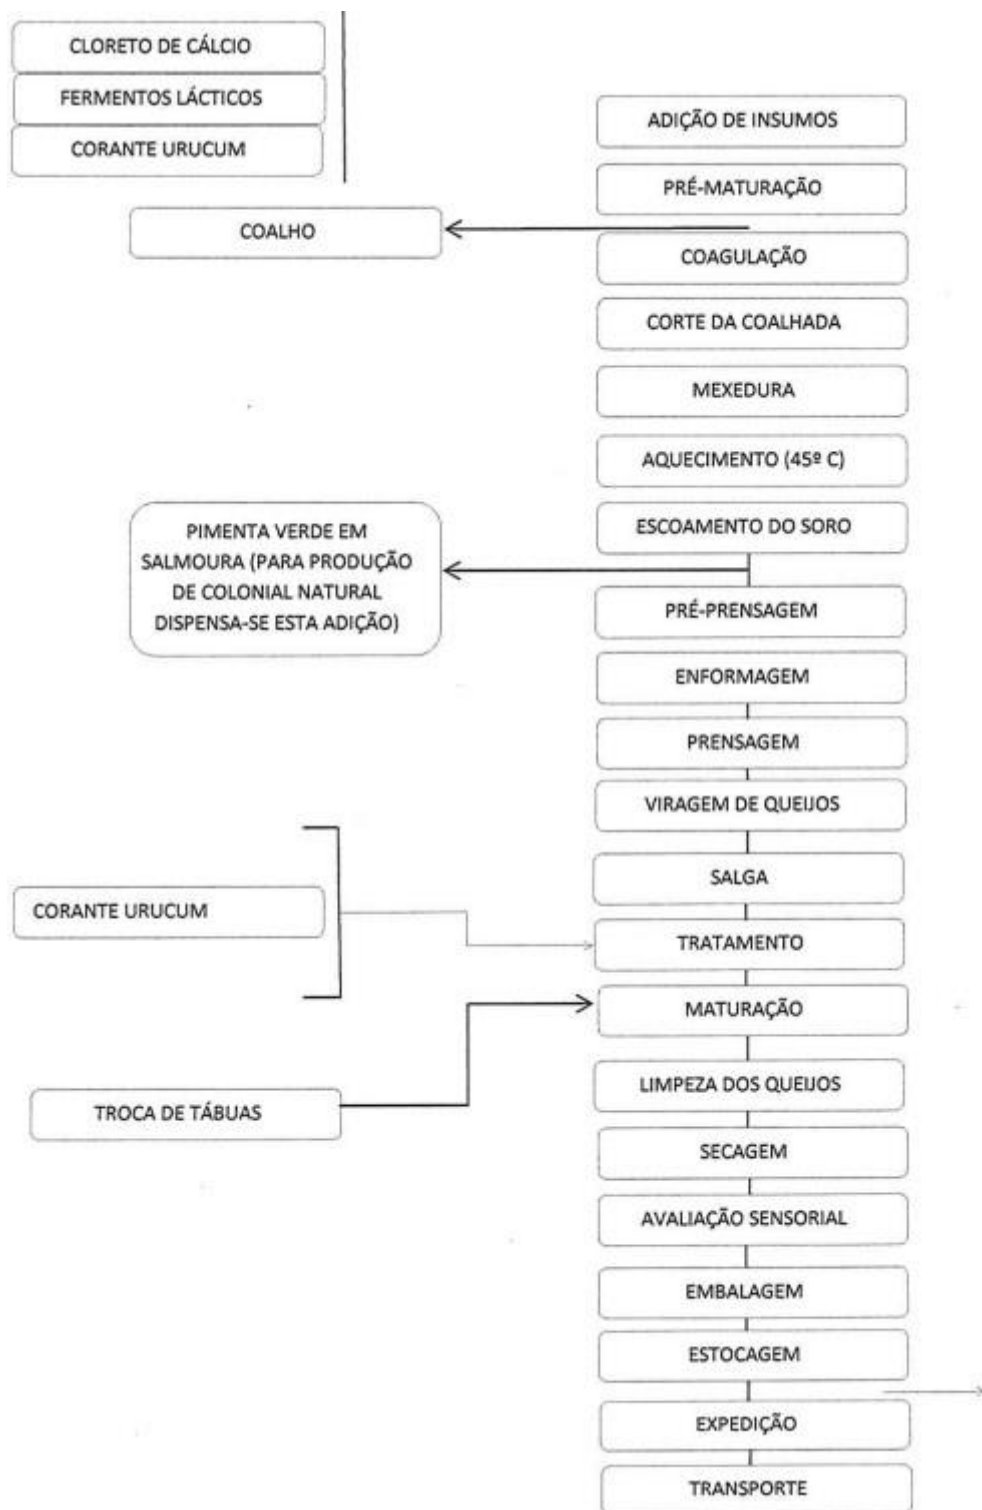 CLORETO DE CÁLCIO
FERMENTOS LÁCTICOS
CORANTE URUCUM
ADIÇÃO DE INSUMOS
PRÉ-MATURAÇÃO
COALHO
COAGULAÇÃO
CORTE DA COALHADA
MEXEDURA
AQUECIMENTO (45º C)
ESCOAMENTO DO SORO
PIMENTA VERDE EM
SALMOURA (PARA PRODUÇÃO
DE COLONIAL NATURAL
DISPENSA-SE ESTA ADIÇÃO)
PRÉ-PRENSAGEM
ENFORMAGEM
PRENSAGEM
VIRAGEM DE QUEIJOS
SALGA
CORANTE URUCUM
TRATAMENTO
MATURAÇÃO
LIMPEZA DOS QUEIJOS
TROCA DE TÁBUAS
SECAGEM
AVALIAÇÃO SENSORIAL
EMBALAGEM
ESTOCAGEM
EXPEDIÇÃO
TRANSPORTE